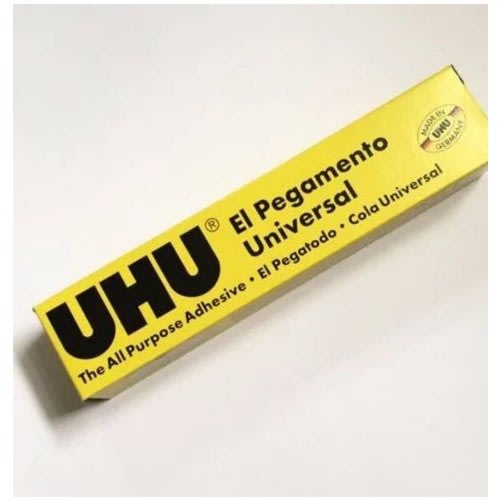 UHU®
El Pegamento
Universal
The All Purpose Adhesive • El Pegatodo • Cola Universal
MADE IN
UHU
GERMANY